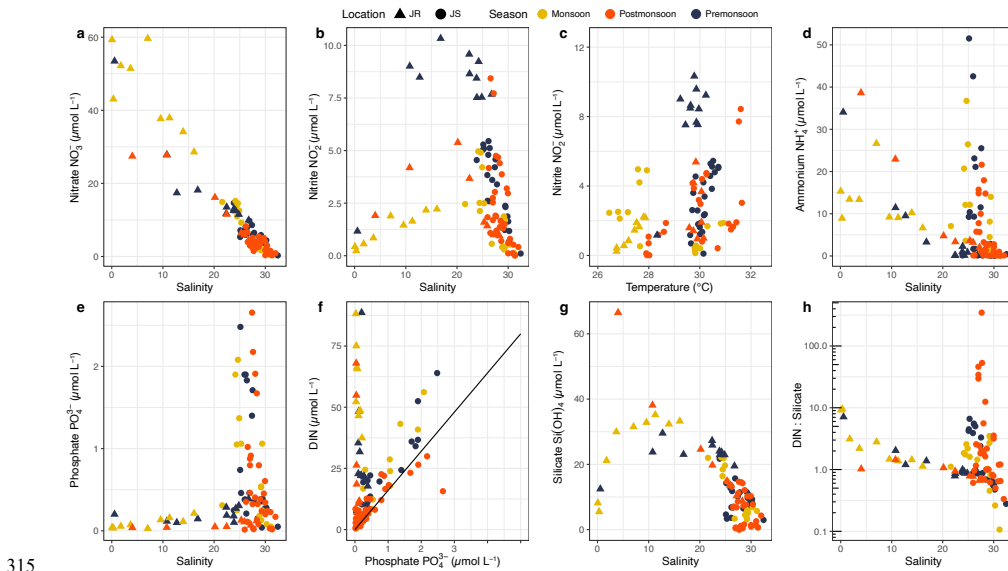 Location JR JS Season Monsoon Postmonsoon Premonsoon
a b c d
Nitrate NO₃⁻ (µmol L⁻¹)
60
40
20
0
0 10 20 30
Salinity
Nitrite NO₂⁻ (µmol L⁻¹)
10.0
7.5
5.0
2.5
0.0
0 10 20 30
Salinity
Nitrite NO₂⁻ (µmol L⁻¹)
12
8
4
0
26 28 30 32
Temperature (°C)
Ammonium NH₄⁺ (µmol L⁻¹)
50
40
30
20
10
0
0 10 20 30
Salinity
e f g h
Phosphate PO₄³⁻ (µmol L⁻¹)
2
1
0
0 10 20 30
Salinity
DIN (µmol L⁻¹)
80
60
40
20
0
0 1 2 3
Phosphate PO₄³⁻ (µmol L⁻¹)
Silicate Si(OH)₄ (µmol L⁻¹)
60
40
20
0
0 10 20 30
Salinity
DIN : Silicate
100.0
10.0
1.0
0.1
0 10 20 30
Salinity
315